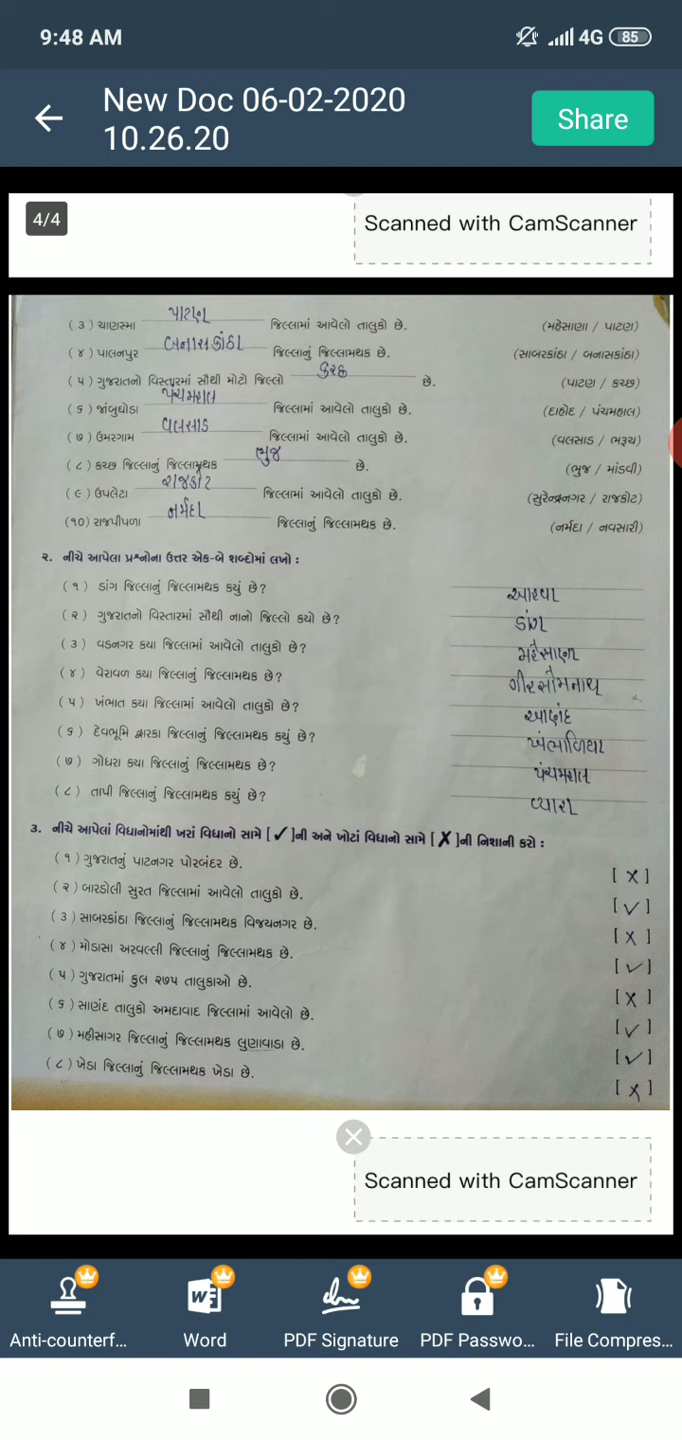 9:48 AM 4G 85
New Doc 06-02-2020
10.26.20
Share
4/4
Scanned with CamScanner
(૩) ચાણસ્મા પાટણ જિલ્લામાં આવેલો તાલુકો છે. (મહેસાણા / પાટણ)
(૪) પાલનપુર બનાસકાંઠા જિલ્લાનું જિલ્લામથક છે. (સાબરકાંઠા / બનાસકાંઠા)
(૫) ગુજરાતનો વિસ્તારમાં સૌથી મોટો જિલ્લો કચ્છ છે. (પાટણ / કચ્છ)
(૬) જાંબુઘોડા પંચમહાલ જિલ્લામાં આવેલો તાલુકો છે. (દાહોદ / પંચમહાલ)
(૭) ઉમરગામ વલસાડ જિલ્લામાં આવેલો તાલુકો છે. (વલસાડ / ભરૂચ)
(૮) કચ્છ જિલ્લાનું જિલ્લામથક ભુજ છે. (ભુજ / માંડવી)
(૯) ઉપલેટા રાજકોટ જિલ્લામાં આવેલો તાલુકો છે. (સુરેન્દ્રનગર / રાજકોટ)
(૧૦) રાજપીપળા નર્મદા જિલ્લાનું જિલ્લામથક છે. (નર્મદા / નવસારી)
૨. નીચે આપેલા પ્રશ્નોના ઉત્તર એક-બે શબ્દોમાં લખો :
(૧) ડાંગ જિલ્લાનું જિલ્લામથક કયું છે? આહવા
(૨) ગુજરાતનો વિસ્તારમાં સૌથી નાનો જિલ્લો કયો છે? ડાંગ
(૩) વડનગર કયા જિલ્લામાં આવેલો તાલુકો છે? મહેસાણા
(૪) વેરાવળ કયા જિલ્લાનું જિલ્લામથક છે? ગીરસોમનાથ
(૫) ખંભાત કયા જિલ્લામાં આવેલો તાલુકો છે? આણંદ
(૬) દેવભૂમિ દ્વારકા જિલ્લાનું જિલ્લામથક કયું છે? ખંભાળિયા
(૭) ગોધરા કયા જિલ્લાનું જિલ્લામથક છે? પંચમહાલ
(૮) તાપી જિલ્લાનું જિલ્લામથક કયું છે? વ્યારા
૩. નીચે આપેલાં વિધાનોમાંથી ખરાં વિધાનો સામે [✓]ની અને ખોટાં વિધાનો સામે [✗]ની નિશાની કરો :
(૧) ગુજરાતનું પાટનગર પોરબંદર છે. [✗]
(૨) બારડોલી સુરત જિલ્લામાં આવેલો તાલુકો છે. [✓]
(૩) સાબરકાંઠા જિલ્લાનું જિલ્લામથક વિજયનગર છે. [✗]
(૪) મોડાસા અરવલ્લી જિલ્લાનું જિલ્લામથક છે. [✓]
(૫) ગુજરાતમાં કુલ ૨૭૫ તાલુકાઓ છે. [✗]
(૬) સાણંદ તાલુકો અમદાવાદ જિલ્લામાં આવેલો છે. [✓]
(૭) મહીસાગર જિલ્લાનું જિલ્લામથક લુણાવાડા છે. [✓]
(૮) ખેડા જિલ્લાનું જિલ્લામથક ખેડા છે. [✗]
Scanned with CamScanner
Anti-counterf... Word PDF Signature PDF Passwo... File Compres...